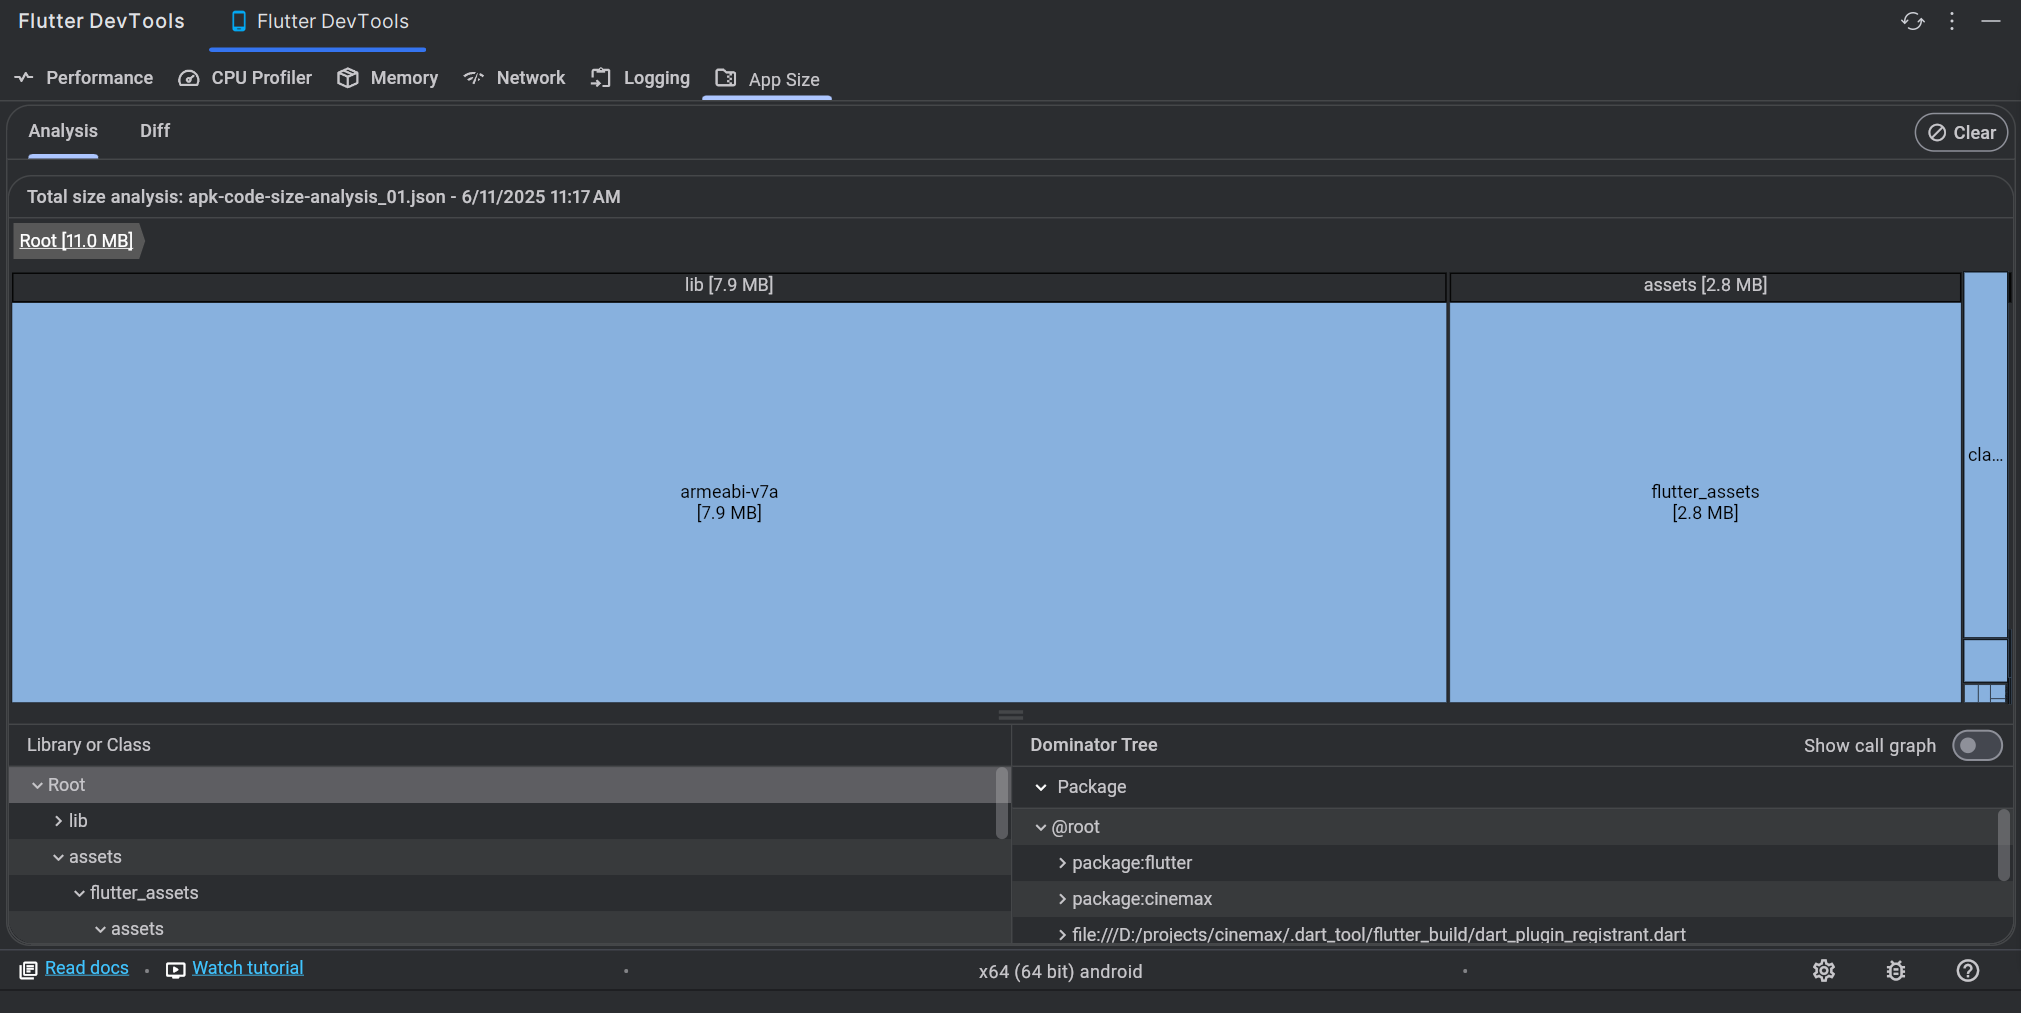 Flutter DevTools
Flutter DevTools
Performance
CPU Profiler
Memory
Network
Logging
App Size
Analysis
Diff
Clear
Total size analysis: apk-code-size-analysis_01.json - 6/11/2025 11:17 AM
Root [11.0 MB]
lib [7.9 MB]
assets [2.8 MB]
armeabi-v7a
[7.9 MB]
flutter_assets
[2.8 MB]
cla...
Library or Class
Root
lib
assets
flutter_assets
assets
Dominator Tree
Show call graph
Package
@root
package:flutter
package:cinemax
file:///D:/projects/cinemax/.dart_tool/flutter_build/dart_plugin_registrant.dart
Read docs
Watch tutorial
x64 (64 bit) android